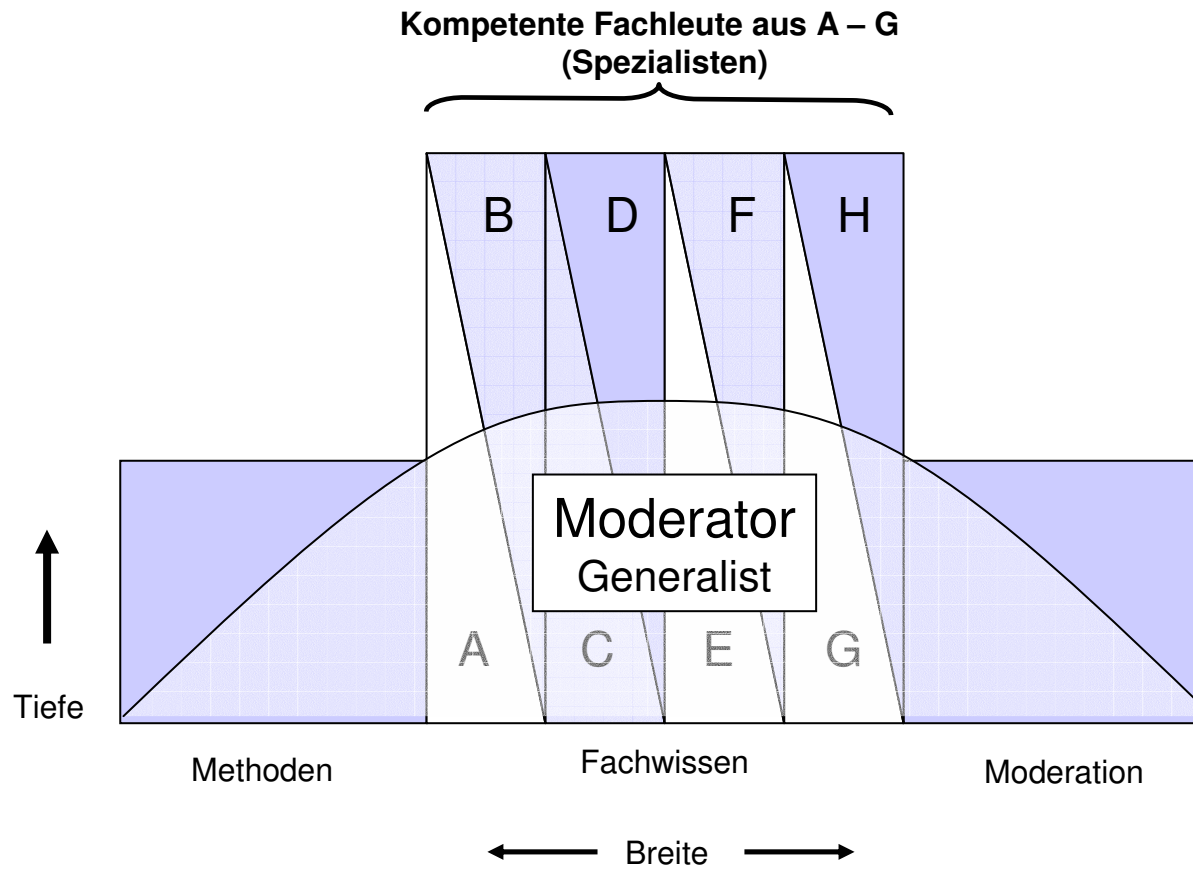 Kompetente Fachleute aus A – G
(Spezialisten)
B D F H
Moderator
Generalist
A C E G
Tiefe
Methoden Fachwissen Moderation
Breite